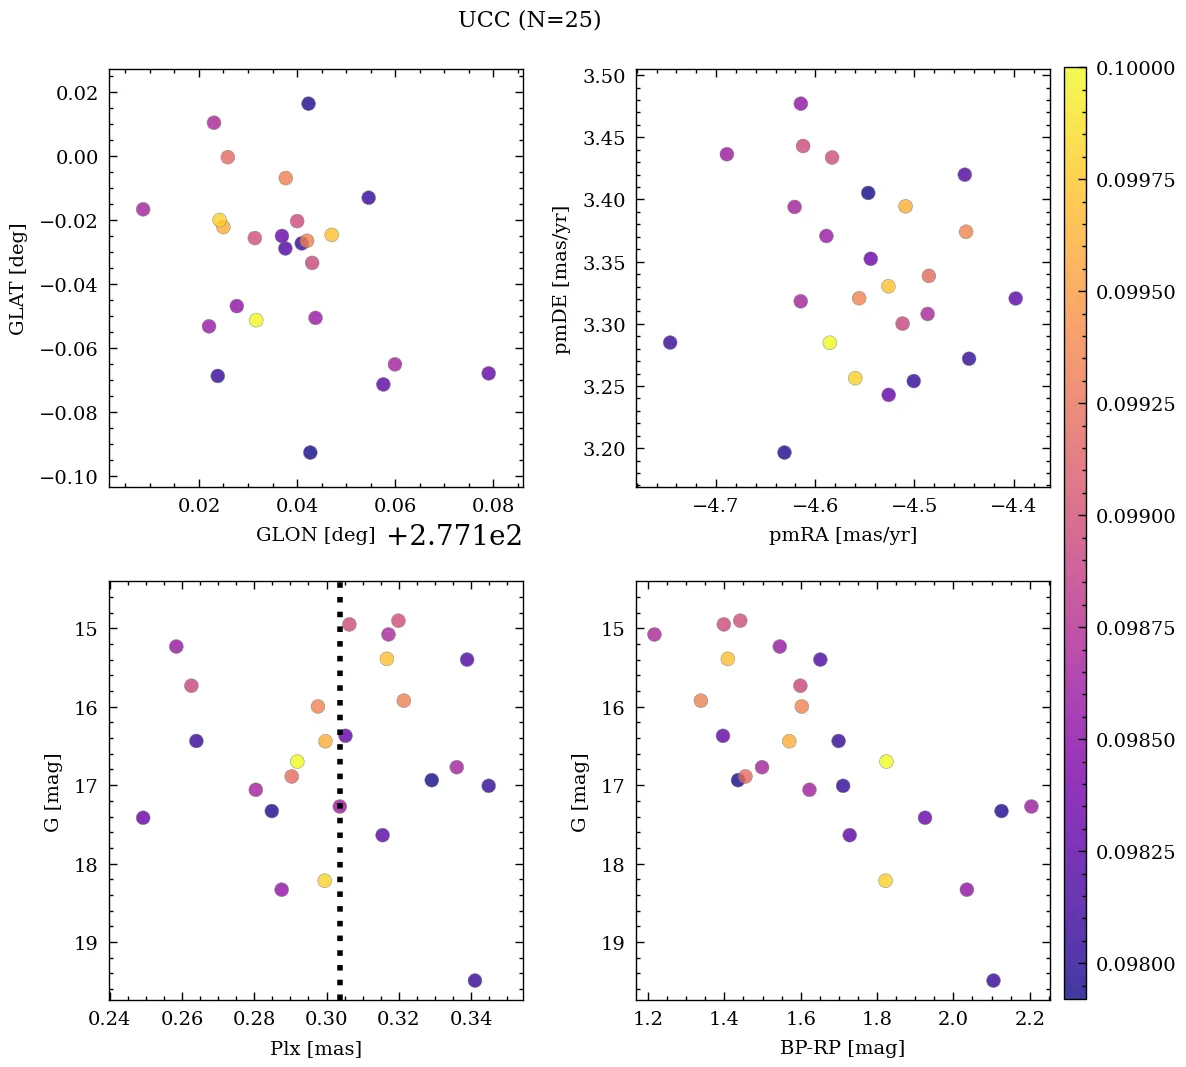 UCC (N=25)
0.02
0.00
−0.02
−0.04
−0.06
−0.08
−0.10
GLAT [deg]
0.02 0.04 0.06 0.08
GLON [deg] +2.771e2
3.50
3.45
3.40
3.35
3.30
3.25
3.20
pmDE [mas/yr]
−4.7 −4.6 −4.5 −4.4
pmRA [mas/yr]
15
16
17
18
19
G [mag]
0.24 0.26 0.28 0.30 0.32 0.34
Plx [mas]
15
16
17
18
19
G [mag]
1.2 1.4 1.6 1.8 2.0 2.2
BP-RP [mag]
0.10000
0.09975
0.09950
0.09925
0.09900
0.09875
0.09850
0.09825
0.09800